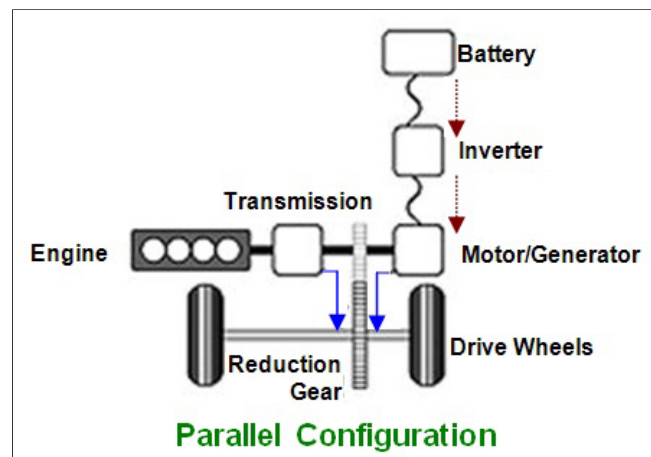 Battery
Inverter
Transmission
Engine
Motor/Generator
Drive Wheels
Reduction
Gear
Parallel Configuration